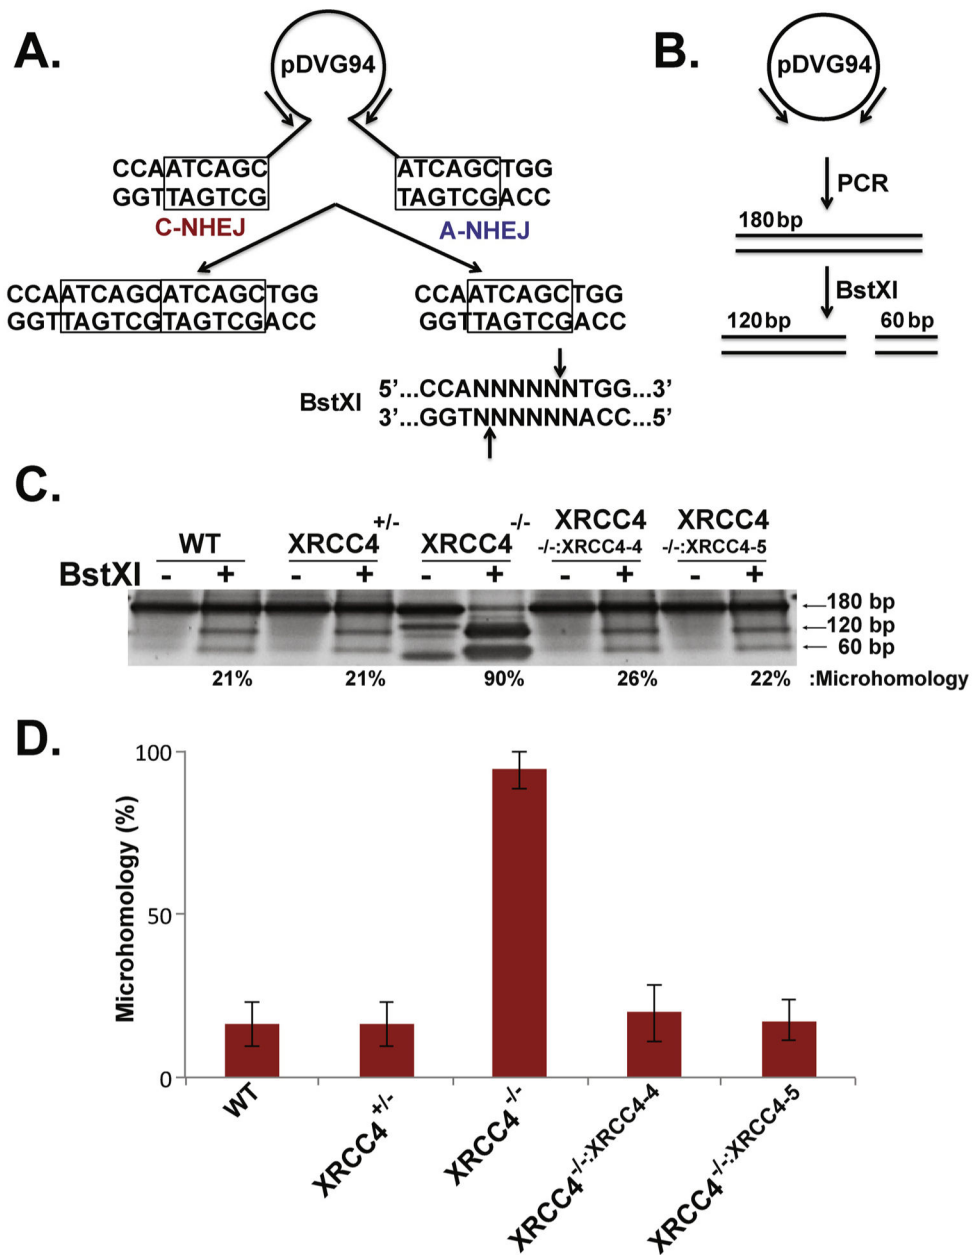 A.
pDVG94
CCAATCAGC ATCAGCTGG
GGTTAGTCG TAGTCGACC
C-NHEJ A-NHEJ
CCAATCAGCATCAGCTGG CCAATCAGCTGG
GGTTAGTCGTAGTCGACC GGTTAGTCGACC
BstXI
5’...CCANNNNNNTGG...3’
3’...GGTNNNNNNACC...5’
B.
pDVG94
PCR
180 bp
BstXI
120 bp 60 bp
C.
WT XRCC4+/- XRCC4-/- XRCC4 -/-:XRCC4-4 XRCC4 -/-:XRCC4-5
BstXI - + - + - + - + - +
180 bp
120 bp
60 bp
21% 21% 90% 26% 22% :Microhomology
D.
Microhomology (%)
100
50
0
WT
XRCC4+/-
XRCC4-/-
XRCC4-/-:XRCC4-4
XRCC4-/-:XRCC4-5